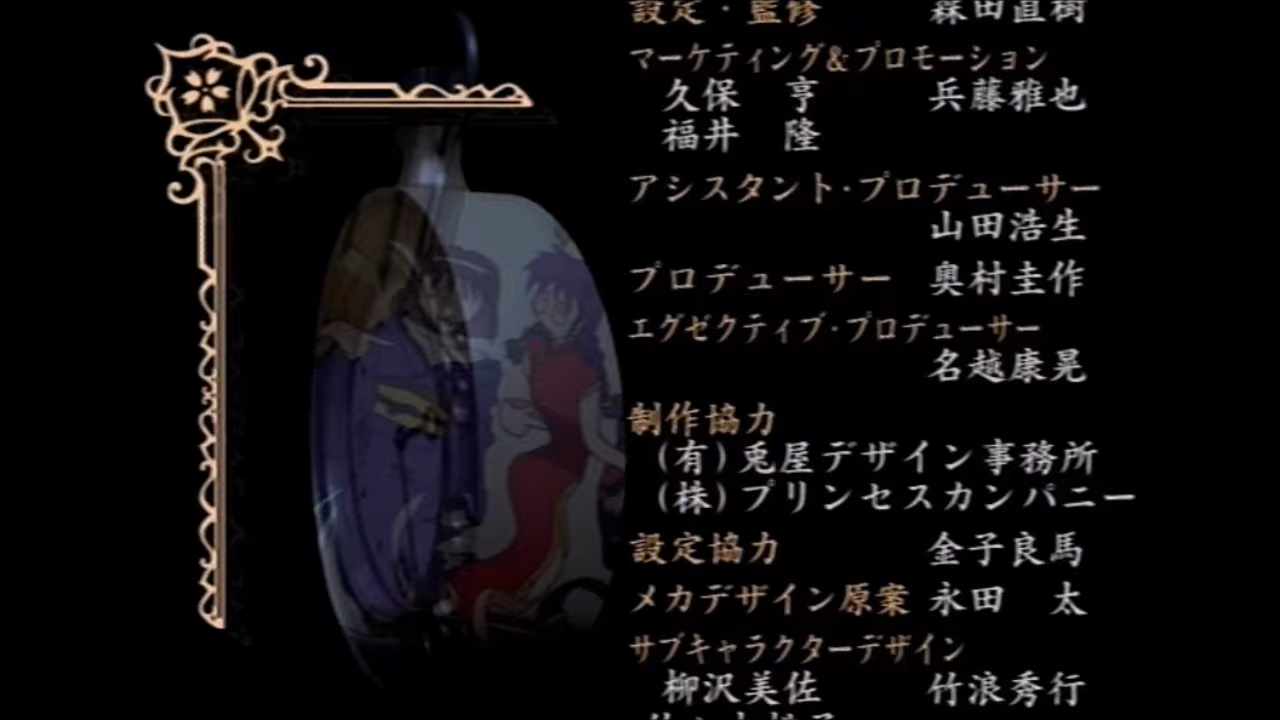 設定・監修 森田直樹
マーケティング&プロモーション
久保 亨 兵藤雅也
福井 隆
アシスタント・プロデューサー
山田浩生
プロデューサー 奥村圭作
エグゼクティブ・プロデューサー
名越康晃
制作協力
(有)兎屋デザイン事務所
(株)プリンセスカンパニー
設定協力 金子良馬
メカデザイン原案 永田 太
サブキャラクターデザイン
柳沢美佐 竹浪秀行